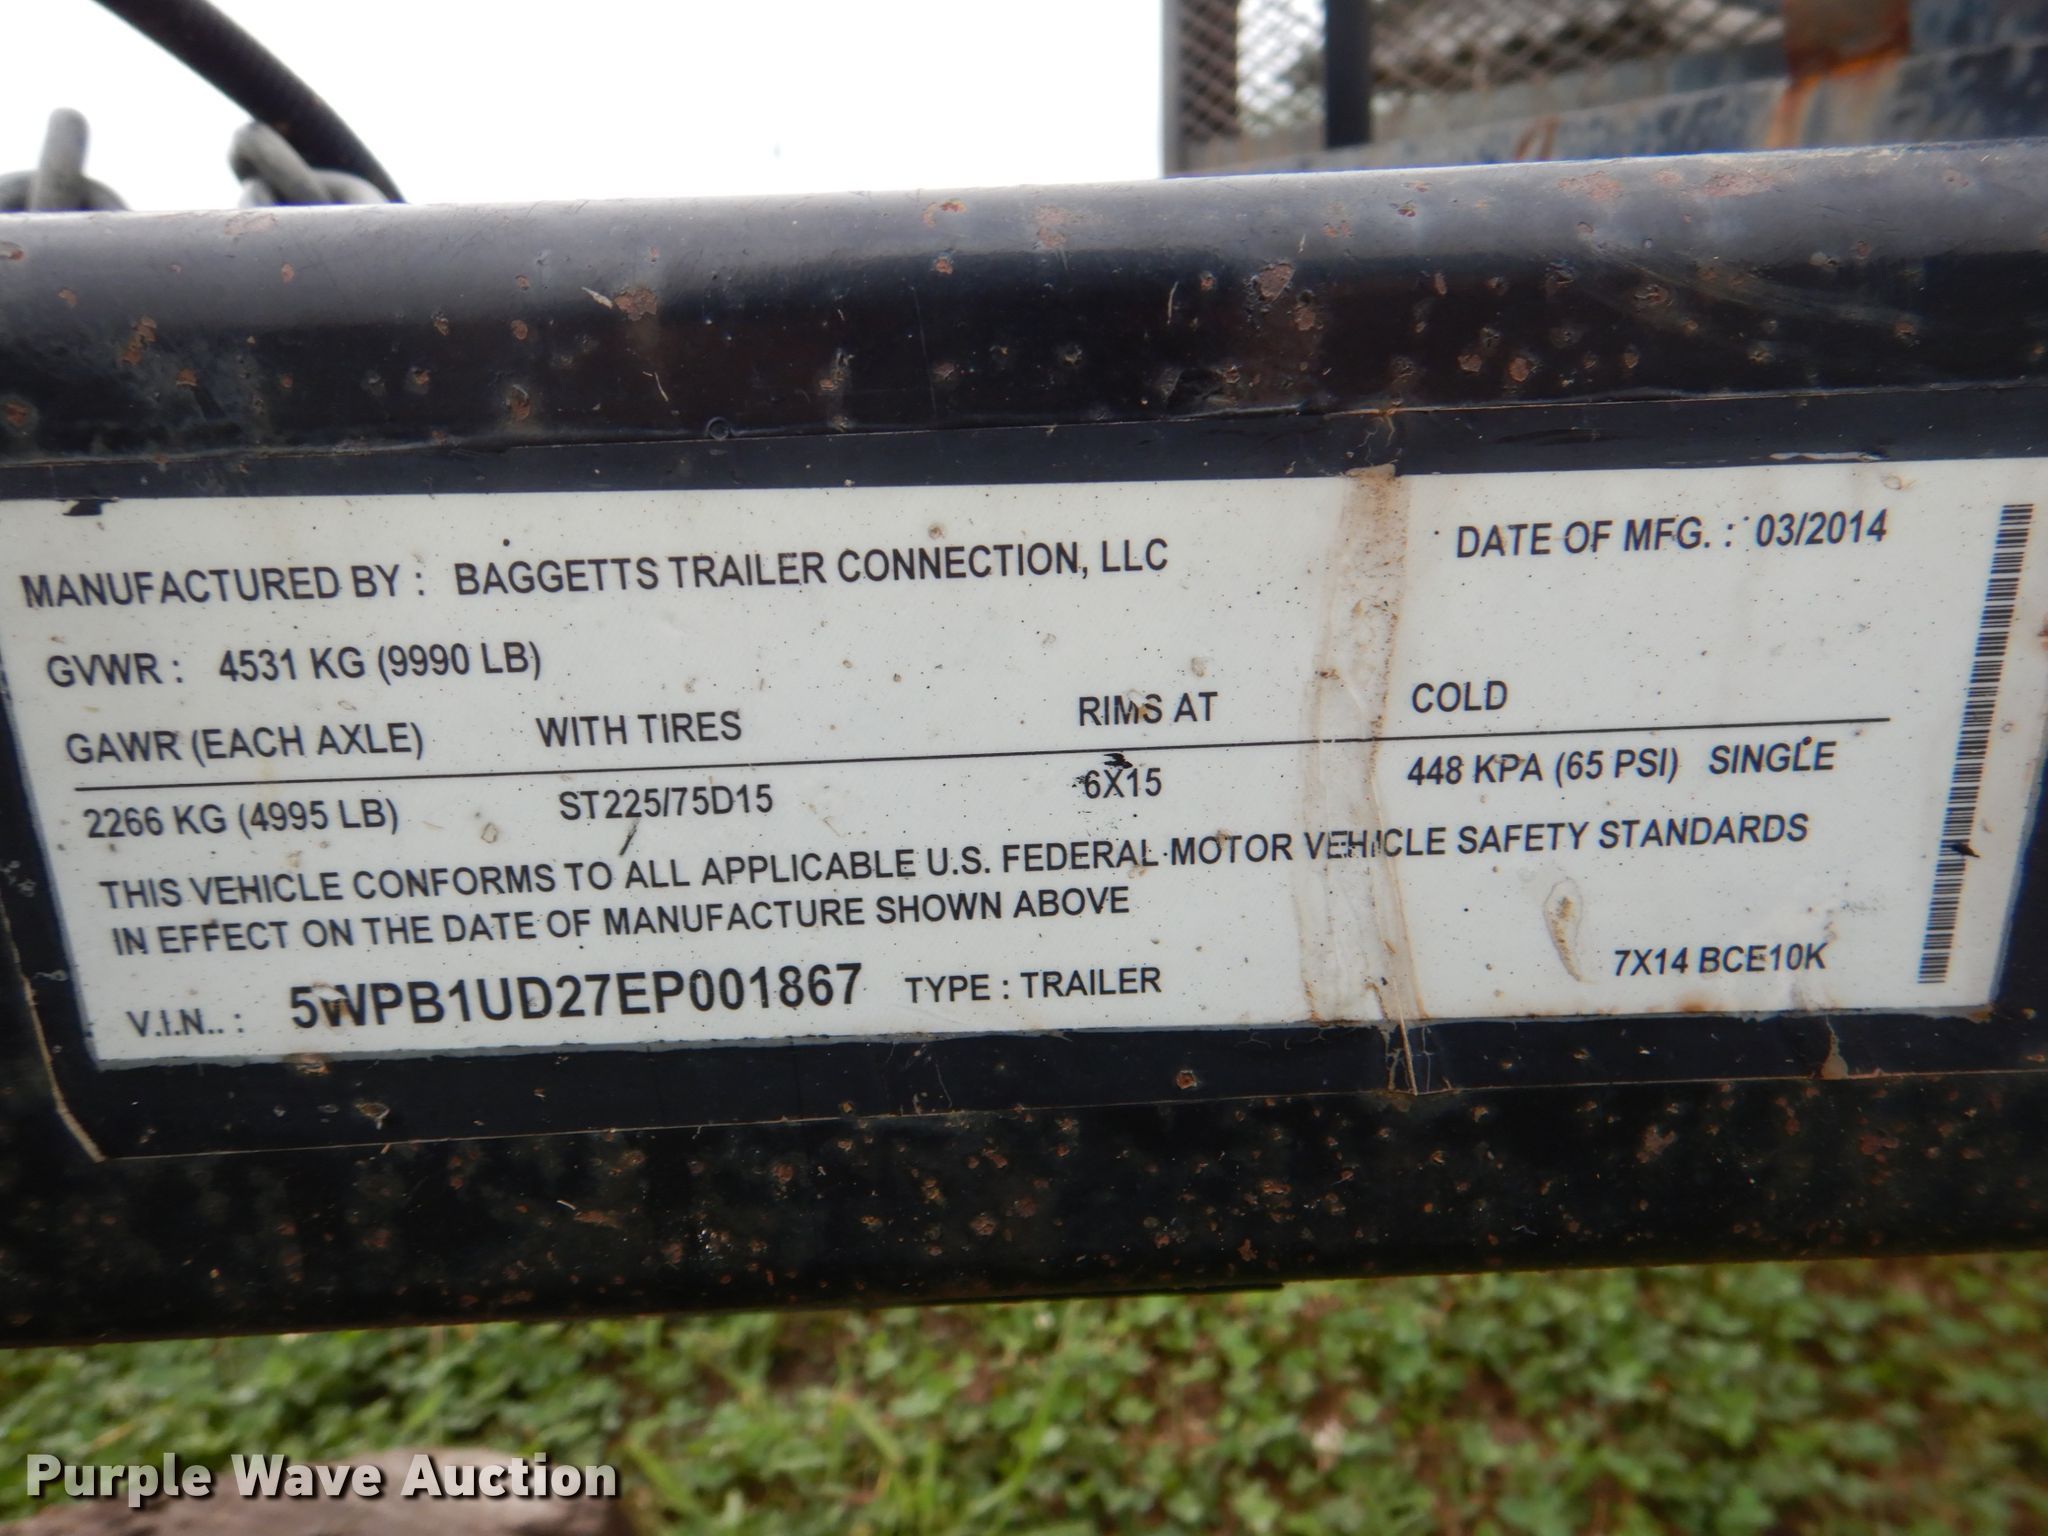 MANUFACTURED BY : BAGGETTS TRAILER CONNECTION, LLC DATE OF MFG. : 03/2014
GVWR : 4531 KG (9990 LB)
GAWR (EACH AXLE) WITH TIRES RIMS AT COLD
2266 KG (4995 LB) ST225/75D15 6X15 448 KPA (65 PSI) SINGLE
THIS VEHICLE CONFORMS TO ALL APPLICABLE U.S. FEDERAL MOTOR VEHICLE SAFETY STANDARDS
IN EFFECT ON THE DATE OF MANUFACTURE SHOWN ABOVE
V.I.N.. : 5WPB1UD27EP001867 TYPE : TRAILER 7X14 BCE10K
Purple Wave Auction